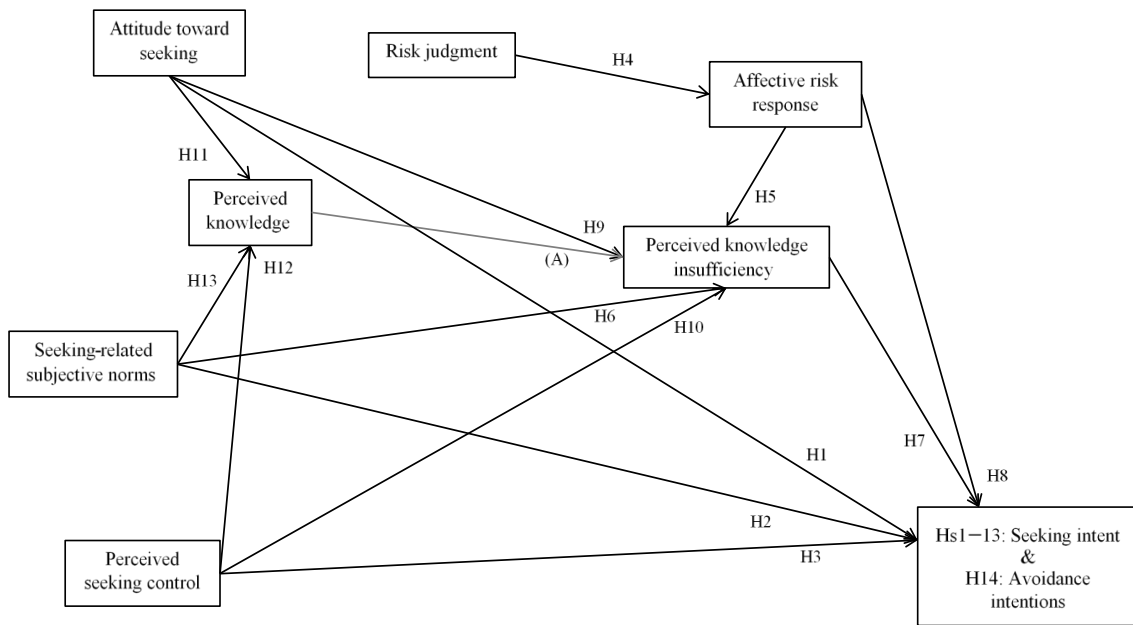 Attitude toward
seeking
Risk judgment
H4
Affective risk
response
H11
Perceived
knowledge
H5
H9
(A)
Perceived knowledge
insufficiency
H12
H13
H6
H10
Seeking-related
subjective norms
H1
H7
H8
H2
H3
Perceived
seeking control
Hs1−13: Seeking intent
&
H14: Avoidance
intentions